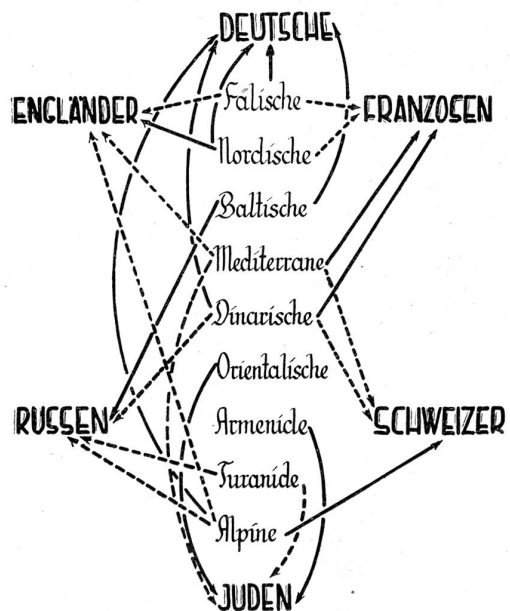 DEUTSCHE
Fälische
ENGLÄNDER
FRANZOSEN
Nordische
Baltische
Mediterrane
Dinarische
Orientalische
RUSSEN
Armenide
SCHWEIZER
Turanide
Alpine
JUDEN